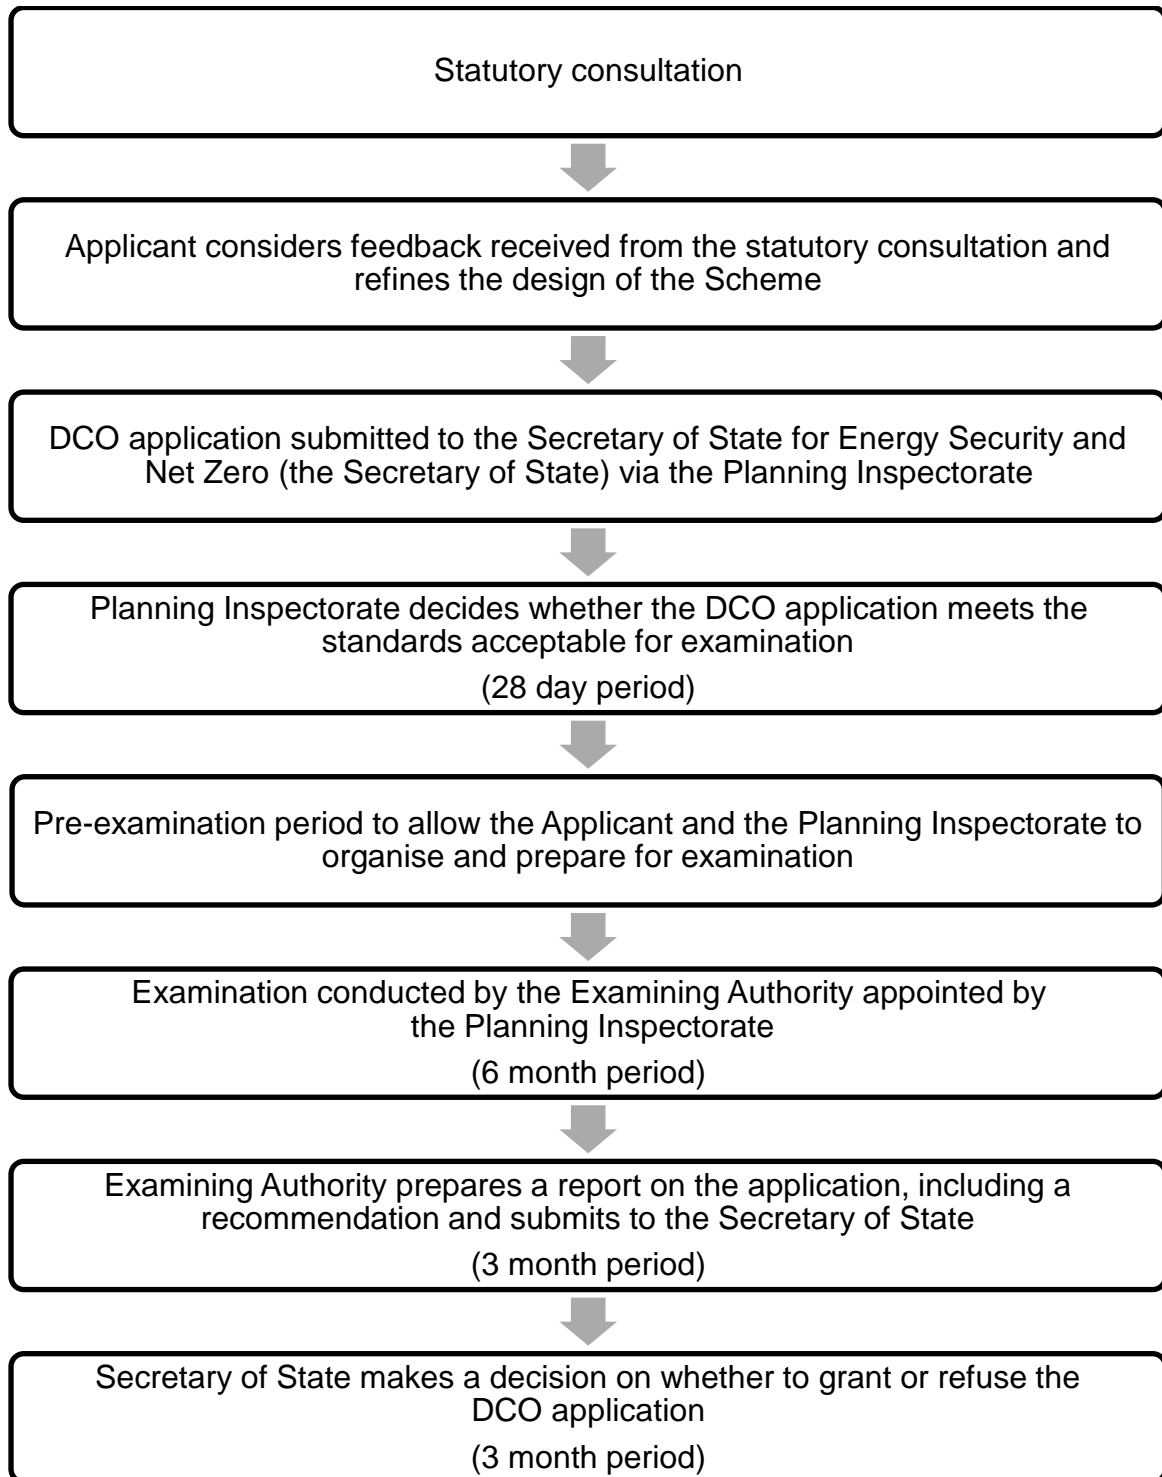 Statutory consultation
Applicant considers feedback received from the statutory consultation and
refines the design of the Scheme
DCO application submitted to the Secretary of State for Energy Security and
Net Zero (the Secretary of State) via the Planning Inspectorate
Planning Inspectorate decides whether the DCO application meets the
standards acceptable for examination
(28 day period)
Pre-examination period to allow the Applicant and the Planning Inspectorate to
organise and prepare for examination
Examination conducted by the Examining Authority appointed by
the Planning Inspectorate
(6 month period)
Examining Authority prepares a report on the application, including a
recommendation and submits to the Secretary of State
(3 month period)
Secretary of State makes a decision on whether to grant or refuse the
DCO application
(3 month period)